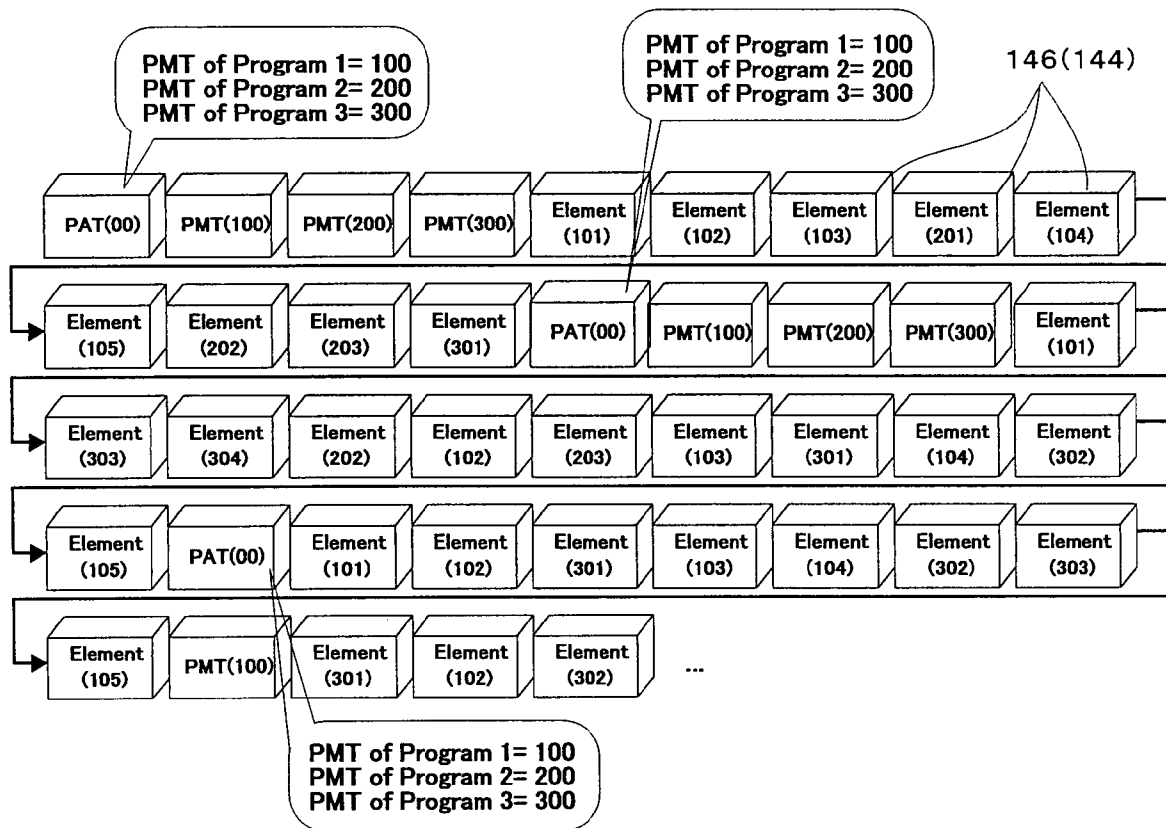 PMT of Program 1= 100
PMT of Program 2= 200
PMT of Program 3= 300
PMT of Program 1= 100
PMT of Program 2= 200
PMT of Program 3= 300
146(144)
PAT(00) PMT(100) PMT(200) PMT(300) Element (101) Element (102) Element (103) Element (201) Element (104)
Element (105) Element (202) Element (203) Element (301) PAT(00) PMT(100) PMT(200) PMT(300) Element (101)
Element (303) Element (304) Element (202) Element (102) Element (203) Element (103) Element (301) Element (104) Element (302)
Element (105) PAT(00) Element (101) Element (102) Element (301) Element (103) Element (104) Element (302) Element (303)
Element (105) PMT(100) Element (301) Element (102) Element (302) ...
PMT of Program 1= 100
PMT of Program 2= 200
PMT of Program 3= 300